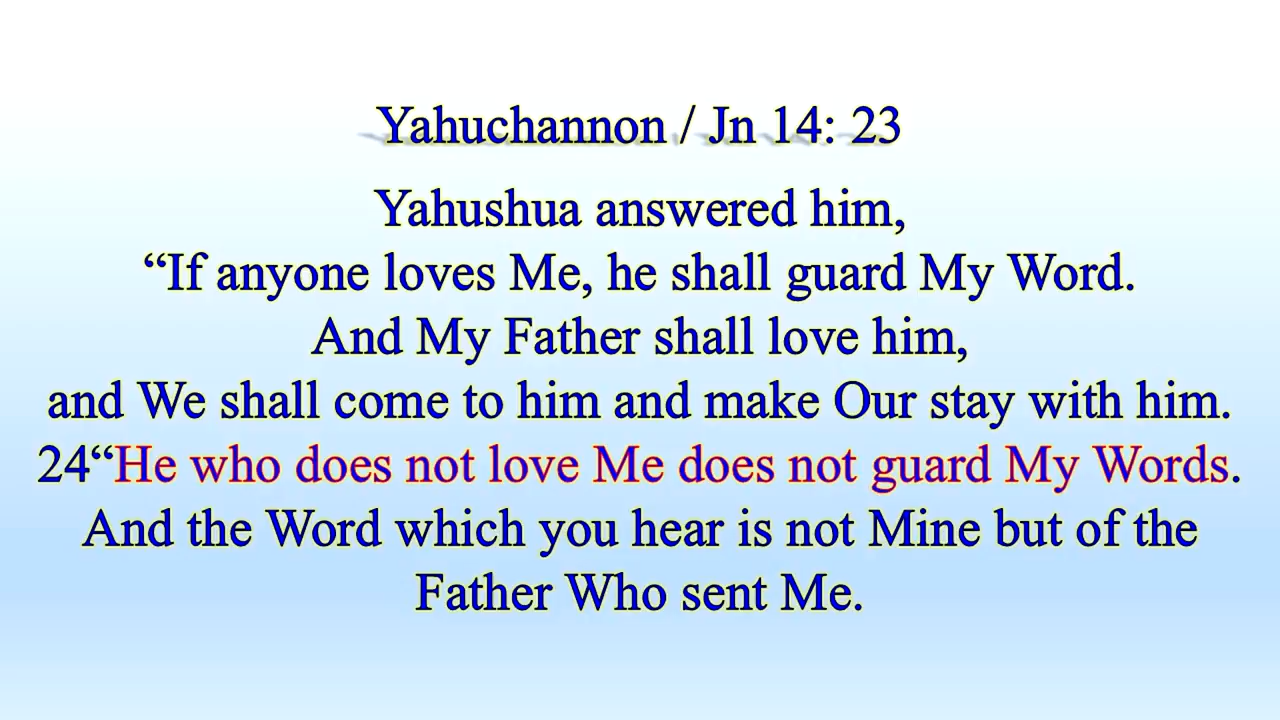 Yahuchannon / Jn 14: 23
Yahushua answered him,
“If anyone loves Me, he shall guard My Word.
And My Father shall love him,
and We shall come to him and make Our stay with him.
24“He who does not love Me does not guard My Words.
And the Word which you hear is not Mine but of the
Father Who sent Me.